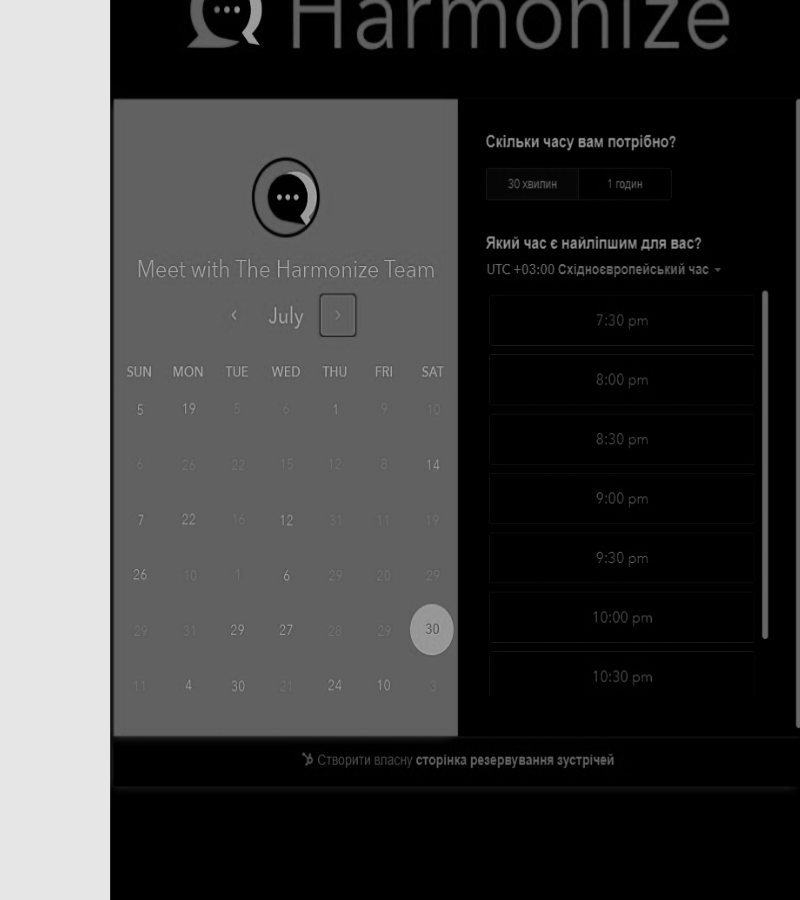 Harmonize
Meet with The Harmonize Team
July
SUN MON TUE WED THU FRI SAT
5 19 5 6 1 9 10
6 26 22 15 12 8 14
7 22 16 12 31 11 19
26 10 1 6 29 20 29
29 31 29 27 28 29 30
11 4 30 21 24 10 3
Скільки часу вам потрібно?
30 хвилин 1 годин
Який час є найліпшим для вас?
UTC +03:00 Східноєвропейський час
7:30 pm
8:00 pm
8:30 pm
9:00 pm
9:30 pm
10:00 pm
10:30 pm
Створити власну сторінка резервування зустрічей